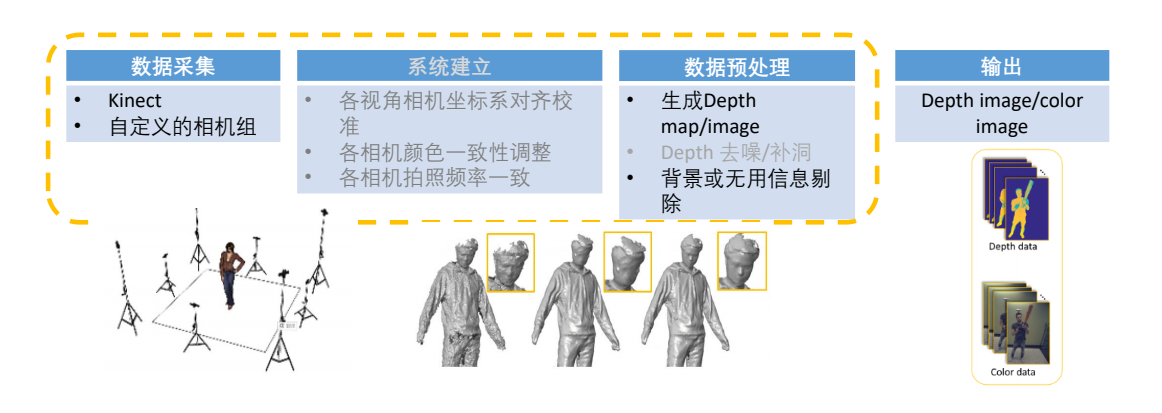 数据采集
• Kinect
• 自定义的相机组
系统建立
• 各视角相机坐标系对齐校
准
• 各相机颜色一致性调整
• 各相机拍照频率一致
数据预处理
• 生成Depth
map/image
• Depth 去噪/补洞
• 背景或无用信息剔
除
输出
Depth image/color
image
Depth data
Color data